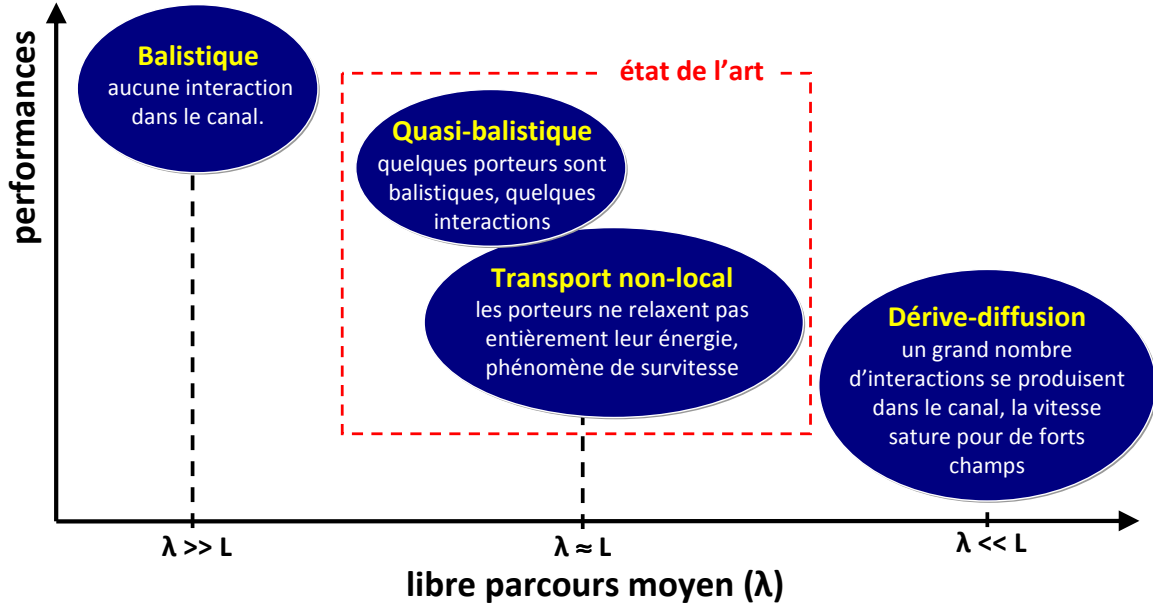 performances
Balistique
aucune interaction
dans le canal.
état de l’art
Quasi-balistique
quelques porteurs sont
balistiques, quelques
interactions
Transport non-local
les porteurs ne relaxent pas
entièrement leur énergie,
phénomène de survitesse
Dérive-diffusion
un grand nombre
d’interactions se produisent
dans le canal, la vitesse
sature pour de forts
champs
λ >> L
λ ≈ L
λ << L
libre parcours moyen (λ)